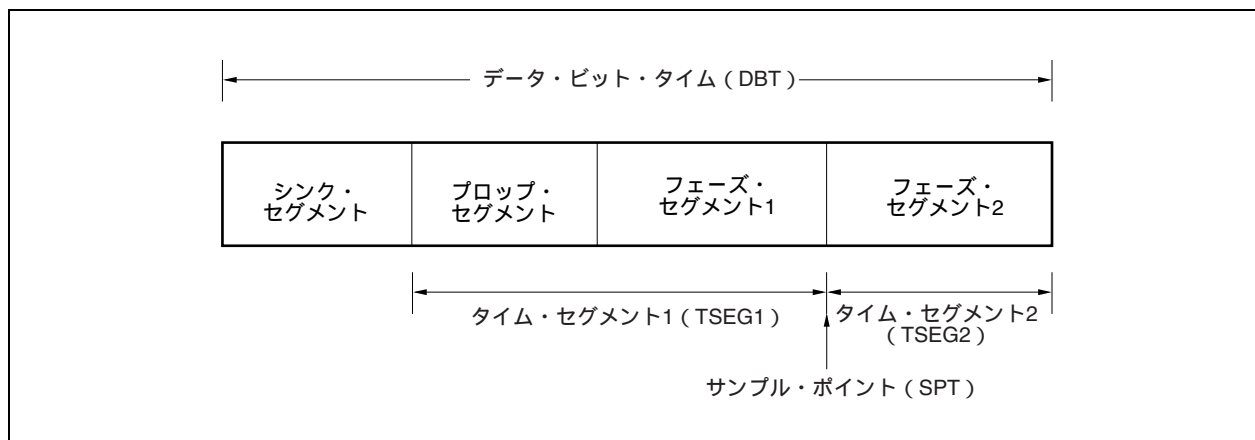 データ・ビット・タイム（DBT）
シンク・
セグメント
プロップ・
セグメント
フェーズ・
セグメント1
フェーズ・
セグメント2
タイム・セグメント1（TSEG1）
タイム・セグメント2
（TSEG2）
サンプル・ポイント（SPT）